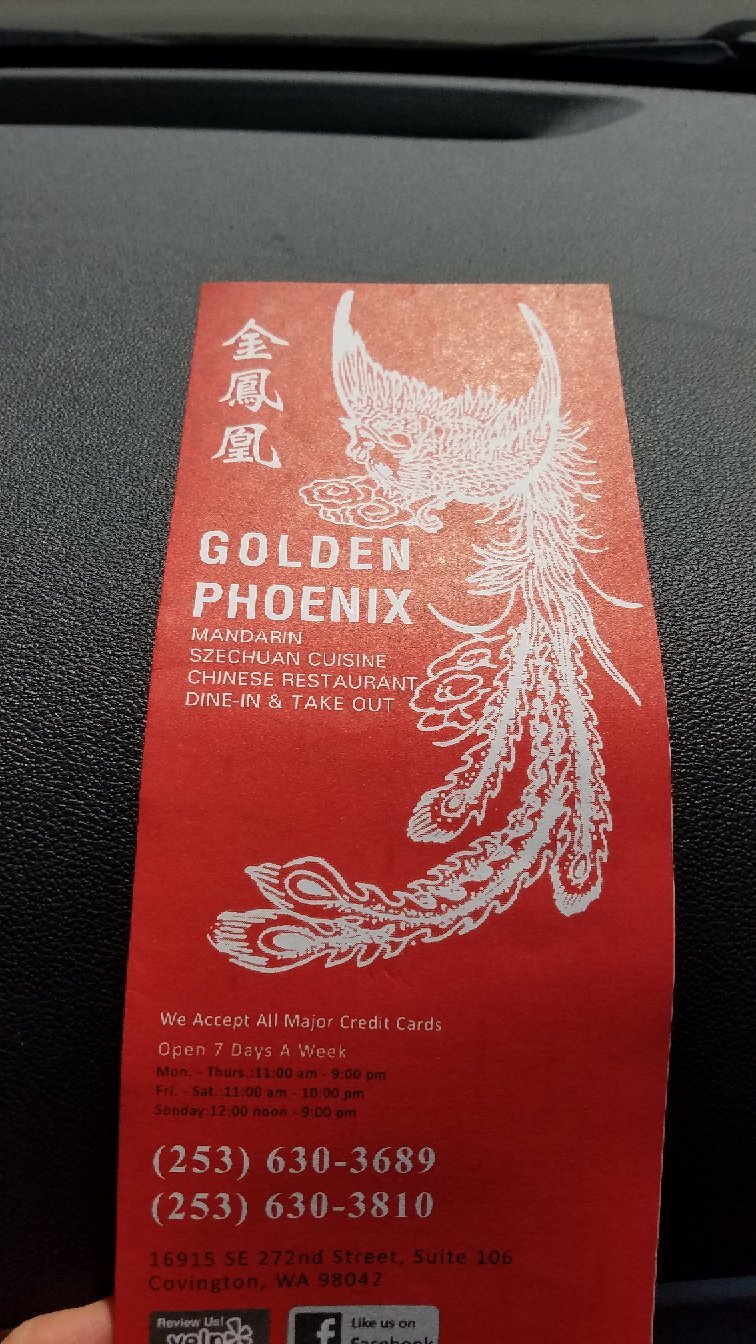 金鳳凰
GOLDEN
PHOENIX
MANDARIN
SZECHUAN CUISINE
CHINESE RESTAURANT
DINE-IN & TAKE OUT
We Accept All Major Credit Cards
Open 7 Days A Week
Mon. - Thurs.:11:00 am - 9:00 pm
Fri. - Sat.:11:00 am - 10:00 pm
Sunday:12:00 noon - 9:00 pm
(253) 630-3689
(253) 630-3810
16915 SE 272nd Street, Suite 106
Covington, WA 98042
Review Us!
yelp
Like us on
Facebook